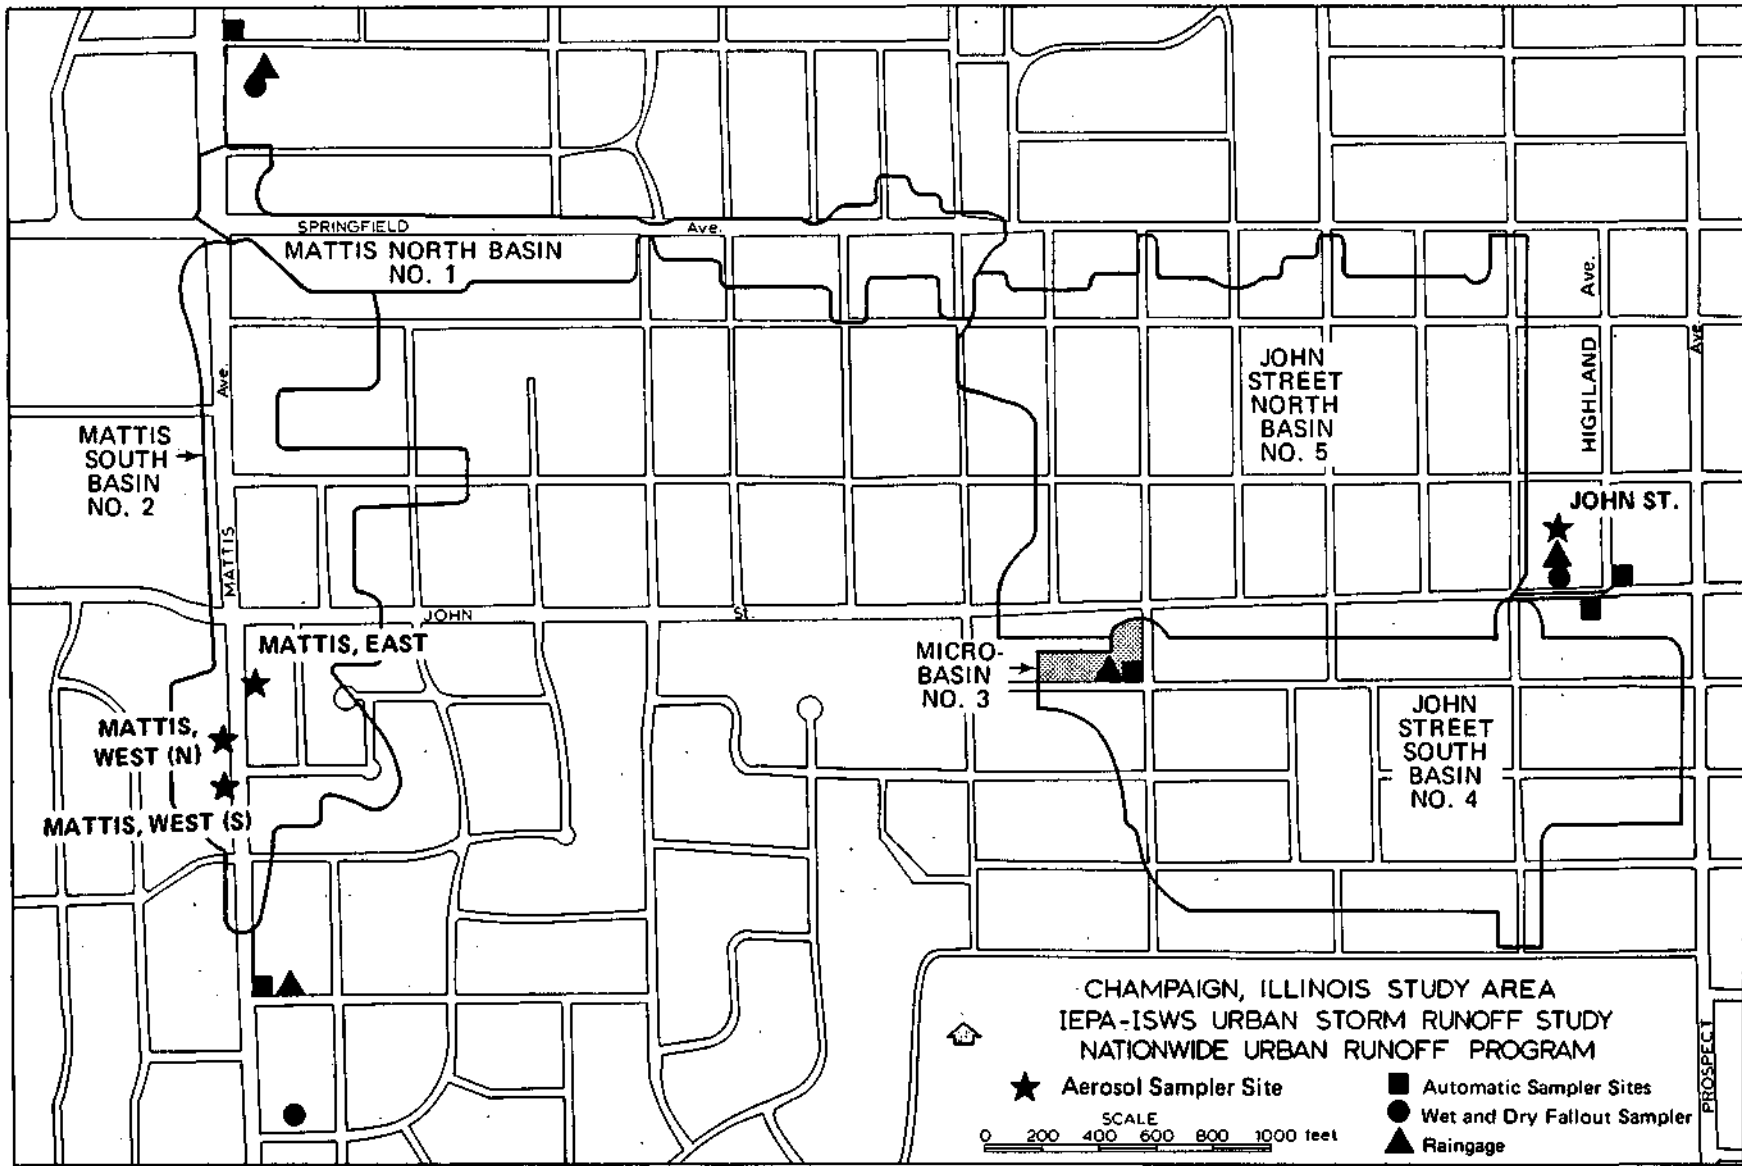 SPRINGFIELD
Ave.
MATTIS NORTH BASIN
NO. 1
Ave.
HIGHLAND
Ave.
JOHN
STREET
NORTH
BASIN
NO. 5
Ave.
MATTIS
SOUTH
BASIN
NO. 2
MATTIS
JOHN ST.
JOHN
St.
MATTIS, EAST
MICRO-
BASIN
NO. 3
MATTIS,
WEST (N)
JOHN
STREET
SOUTH
BASIN
NO. 4
MATTIS, WEST (S)
CHAMPAIGN, ILLINOIS STUDY AREA
IEPA-ISWS URBAN STORM RUNOFF STUDY
NATIONWIDE URBAN RUNOFF PROGRAM
PROSPECT
Aerosol Sampler Site
Automatic Sampler Sites
Wet and Dry Fallout Sampler
Raingage
SCALE
0 200 400 600 800 1000 feet